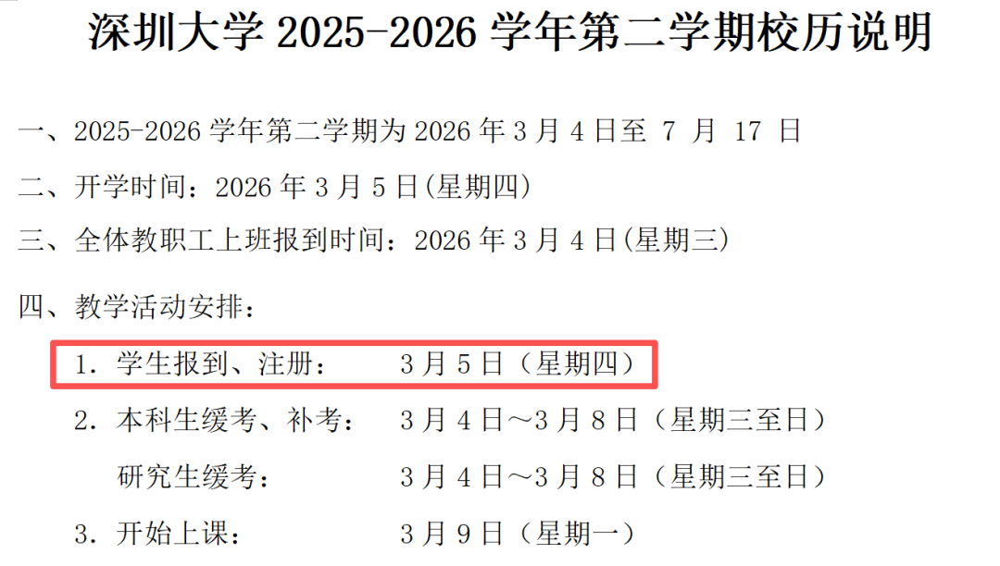 深圳大学 2025-2026 学年第二学期校历说明
一、2025-2026 学年第二学期为 2026 年 3 月 4 日至 7 月 17 日
二、开学时间：2026 年 3 月 5 日(星期四)
三、全体教职工上班报到时间：2026 年 3 月 4 日(星期三)
四、教学活动安排：
1. 学生报到、注册： 3 月 5 日（星期四）
2. 本科生缓考、补考： 3 月 4 日～3 月 8 日（星期三至日）
研究生缓考： 3 月 4 日～3 月 8 日（星期三至日）
3. 开始上课： 3 月 9 日（星期一）